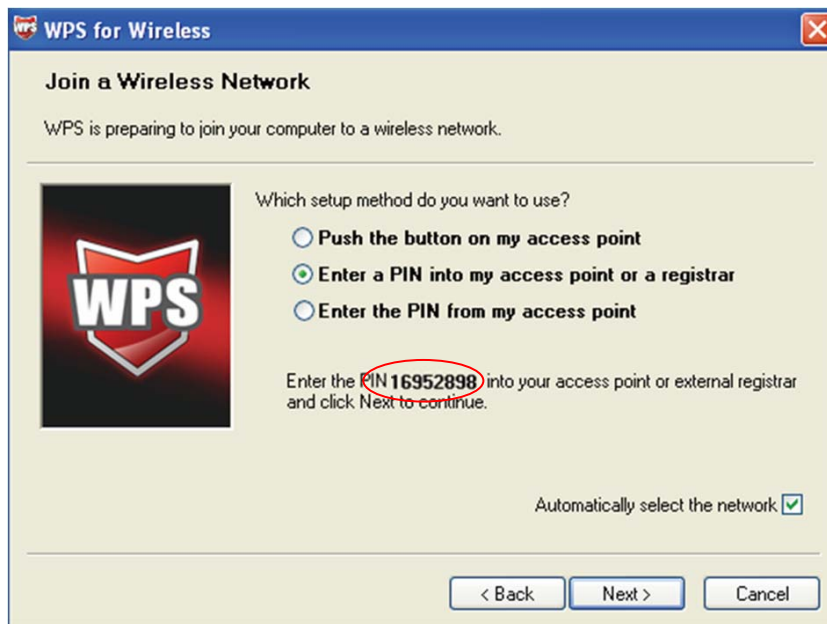 WPS WPS for Wireless
Join a Wireless Network
WPS is preparing to join your computer to a wireless network.
WPS
Which setup method do you want to use?
Push the button on my access point
Enter a PIN into my access point or a registrar
Enter the PIN from my access point
Enter the PIN 16952898 into your access point or external registrar
and click Next to continue.
Automatically select the network
< Back Next > Cancel